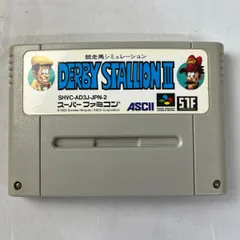 競走馬シミュレーション
DERBY STALLION III
SHVC-AD3J-JPN-2
スーパーファミコン
ASCII